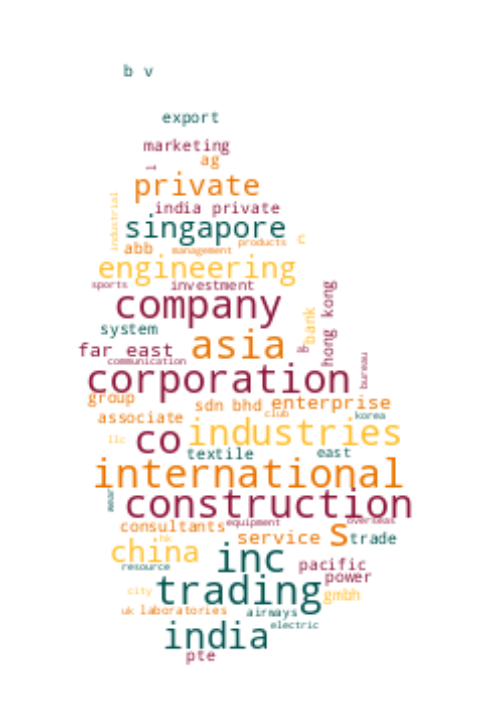 b v
export
marketing
ag
private
india private
industrial
singapore
products
c
abb
management
engineering
sports
investment
company
hong kong
bank
system
asia
far east
b
communication
bureau
corporation
group
sdn bhd
enterprise
associate
club
korea
industries
co
llc
textile
east
international
wear
construction
consultants
equipment
overseas
s
service
trade
hk
china
inc
resource
pacific
power
trading
city
gmbh
uk
laboratories
airways
electric
india
pte